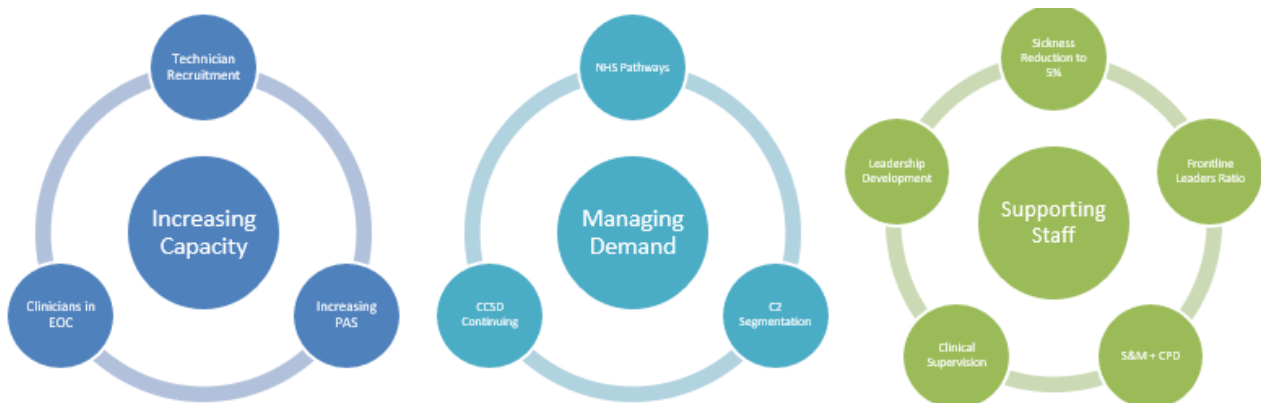 Technician
Recruitment
Increasing
Capacity
Clinicians in
EOC
Increasing
PAS
NHS Pathways
Managing
Demand
CCSD
Continuing
C2
Segmentation
Sickness
Reduction to
5%
Leadership
Development
Frontline
Leaders Ratio
Supporting
Staff
Clinical
Supervision
S&M + CPD